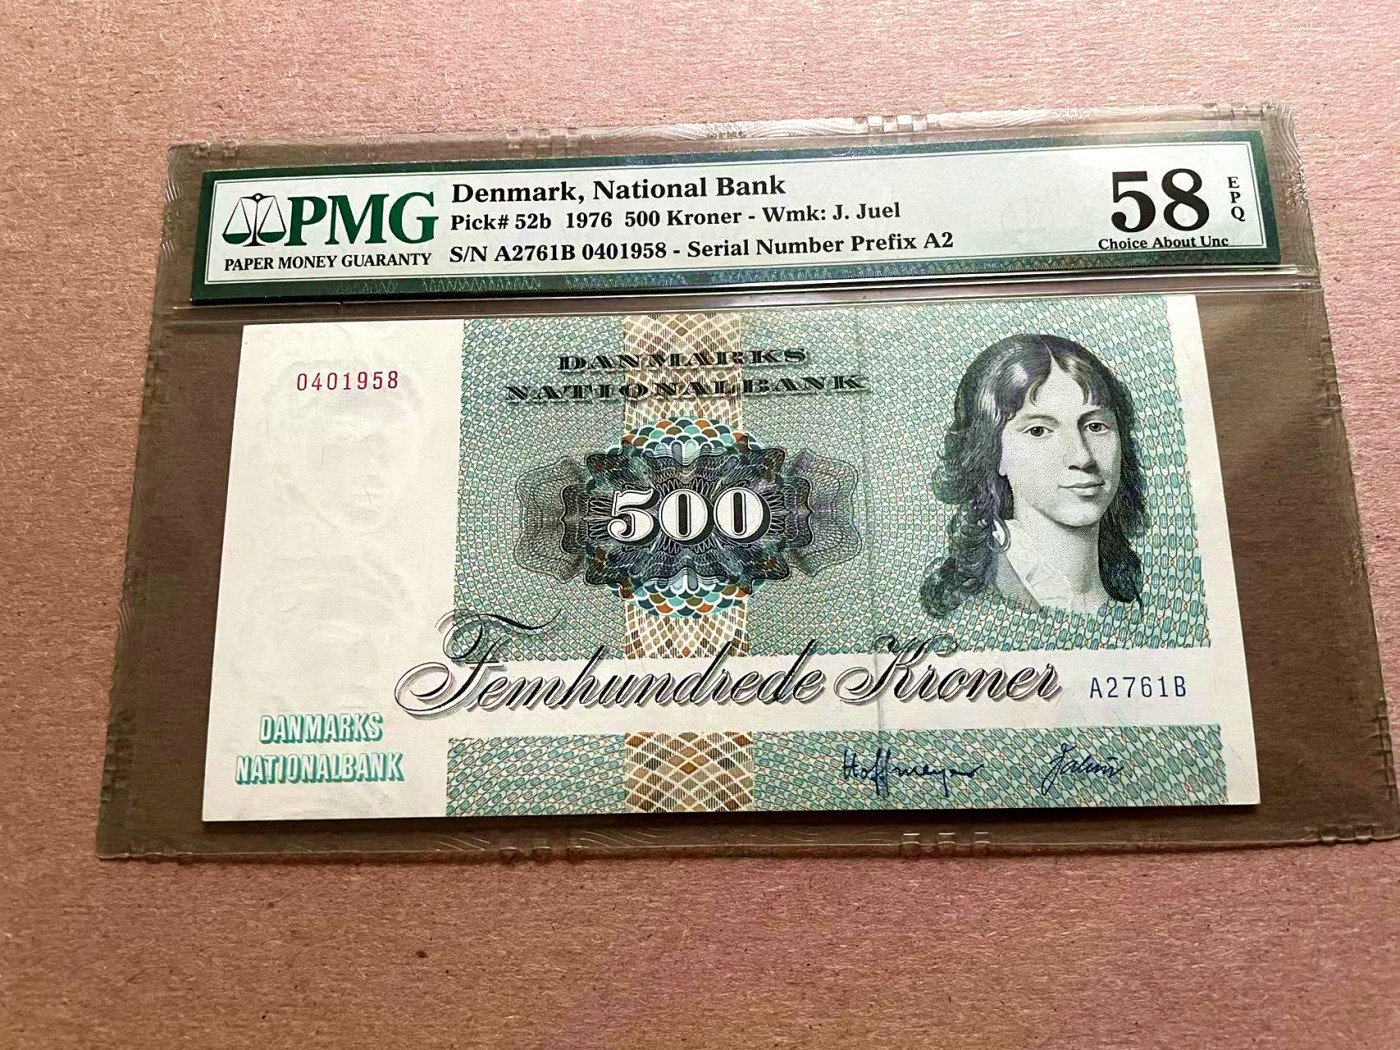 PMG
PAPER MONEY GUARANTY
Denmark, National Bank
Pick# 52b 1976 500 Kroner - Wmk: J. Juel
S/N A2761B 0401958 - Serial Number Prefix A2
58
EPQ
Choice About Unc
0401958
DANMARKS
NATIONALBANK
500
Femhundrede Kroner
A2761B
DANMARKS
NATIONALBANK
Hoffmeyer